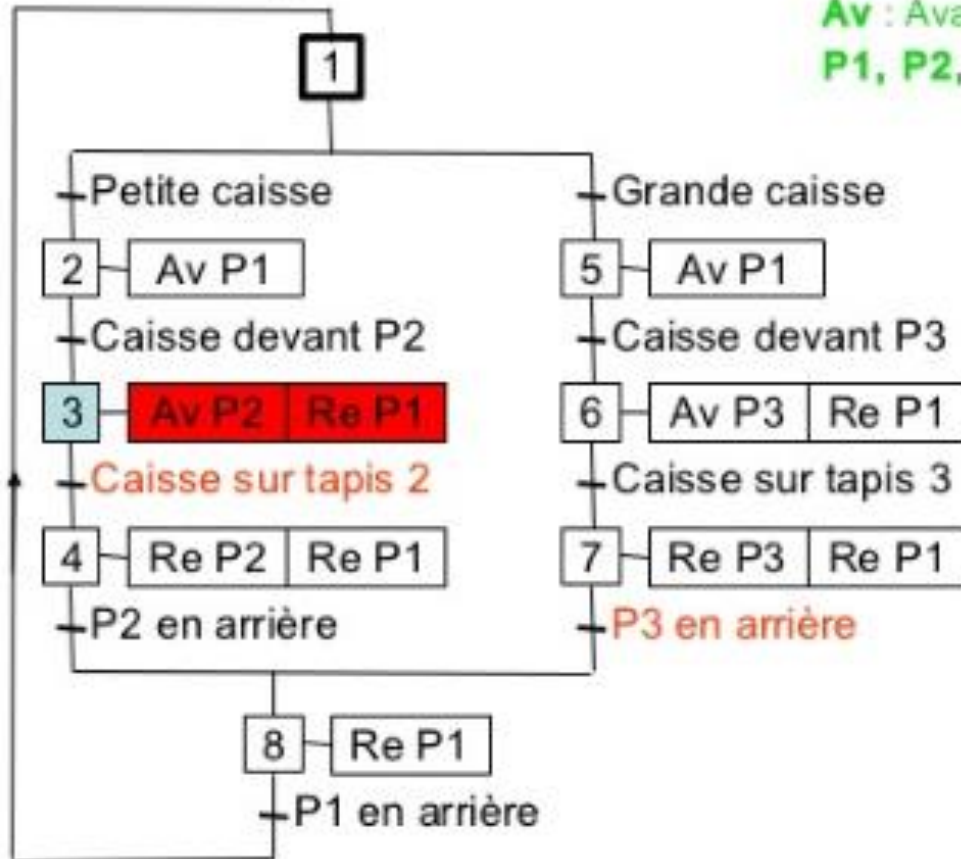 Av :
P1, P2,
1
Petite caisse
Grande caisse
2 Av P1
5 Av P1
Caisse devant P2
Caisse devant P3
3 Av P2 Re P1
6 Av P3 Re P1
Caisse sur tapis 2
Caisse sur tapis 3
4 Re P2 Re P1
7 Re P3 Re P1
P2 en arrière
P3 en arrière
8 Re P1
P1 en arrière